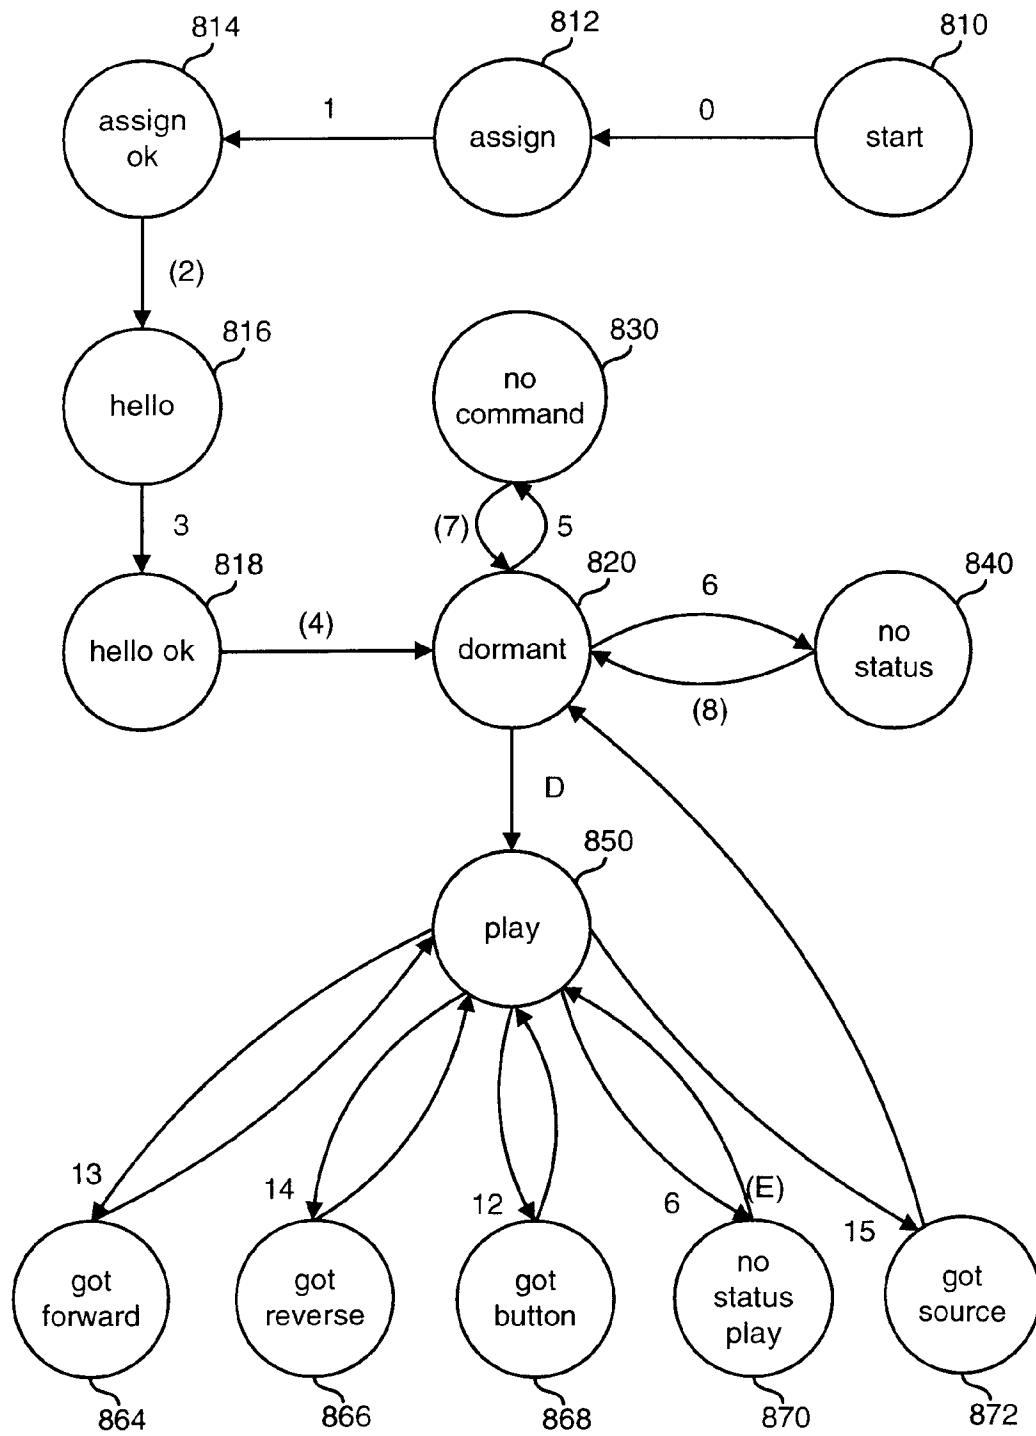 814
812
810
assign
ok
1
assign
0
start
(2)
816
830
hello
no
command
3
(7)
5
818
820
840
hello ok
(4)
dormant
6
no
status
(8)
D
850
play
13
14
12
6
(E)
15
got
forward
got
reverse
got
button
no
status
play
got
source
864
866
868
870
872